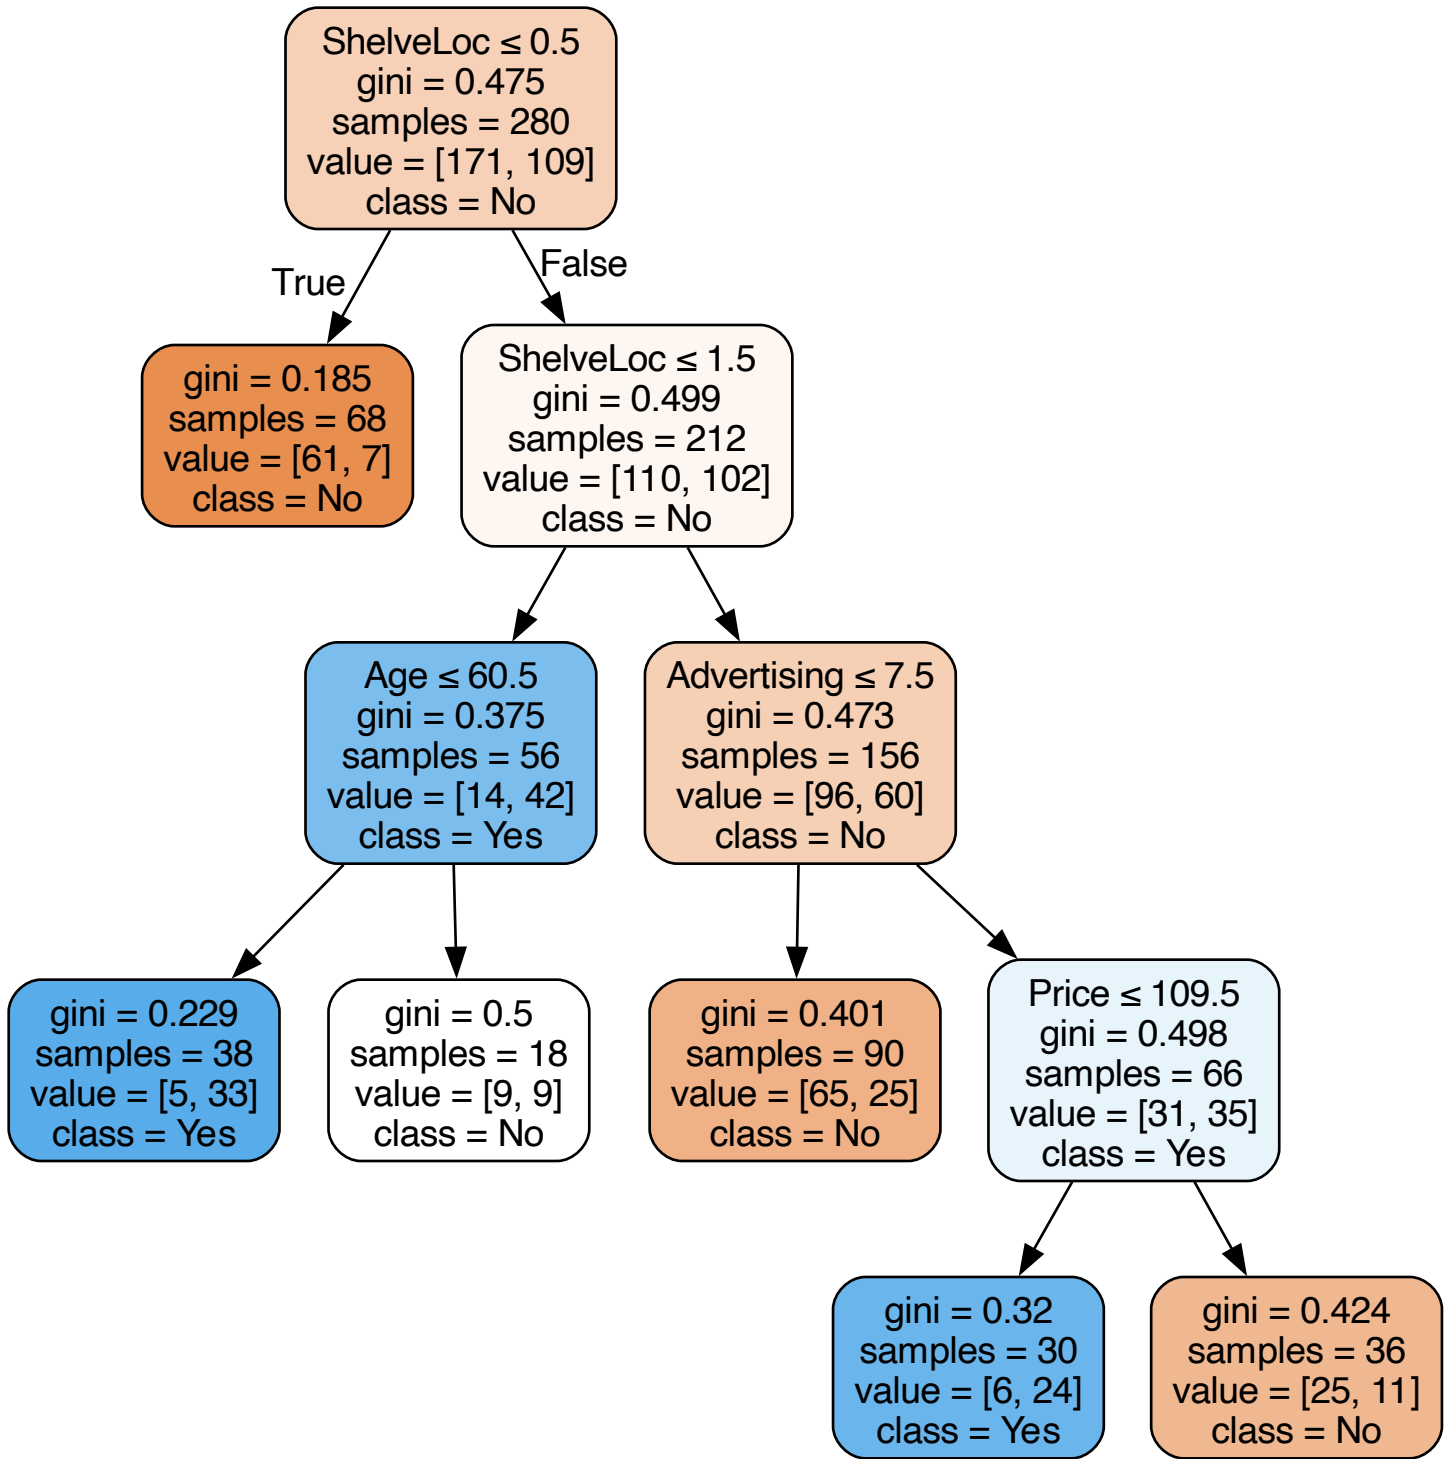 ShelveLoc ≤ 0.5
gini = 0.475
samples = 280
value = [171, 109]
class = No
True
False
gini = 0.185
samples = 68
value = [61, 7]
class = No
ShelveLoc ≤ 1.5
gini = 0.499
samples = 212
value = [110, 102]
class = No
Age ≤ 60.5
gini = 0.375
samples = 56
value = [14, 42]
class = Yes
Advertising ≤ 7.5
gini = 0.473
samples = 156
value = [96, 60]
class = No
gini = 0.229
samples = 38
value = [5, 33]
class = Yes
gini = 0.5
samples = 18
value = [9, 9]
class = No
gini = 0.401
samples = 90
value = [65, 25]
class = No
Price ≤ 109.5
gini = 0.498
samples = 66
value = [31, 35]
class = Yes
gini = 0.32
samples = 30
value = [6, 24]
class = Yes
gini = 0.424
samples = 36
value = [25, 11]
class = No